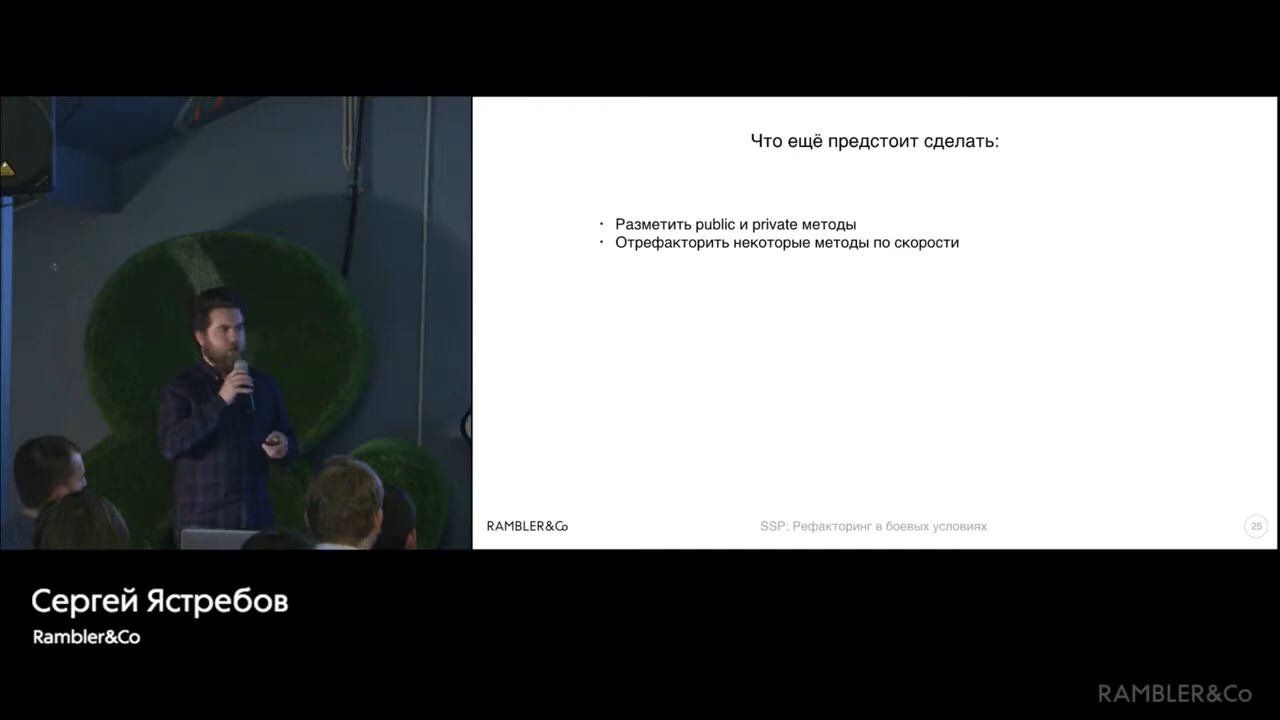 Что ещё предстоит сделать:
· Разметить public и private методы
· Отрефакторить некоторые методы по скорости
RAMBLER&Co
SSP: Рефакторинг в боевых условиях
25
Сергей Ястребов
Rambler&Co
RAMBLER&Co